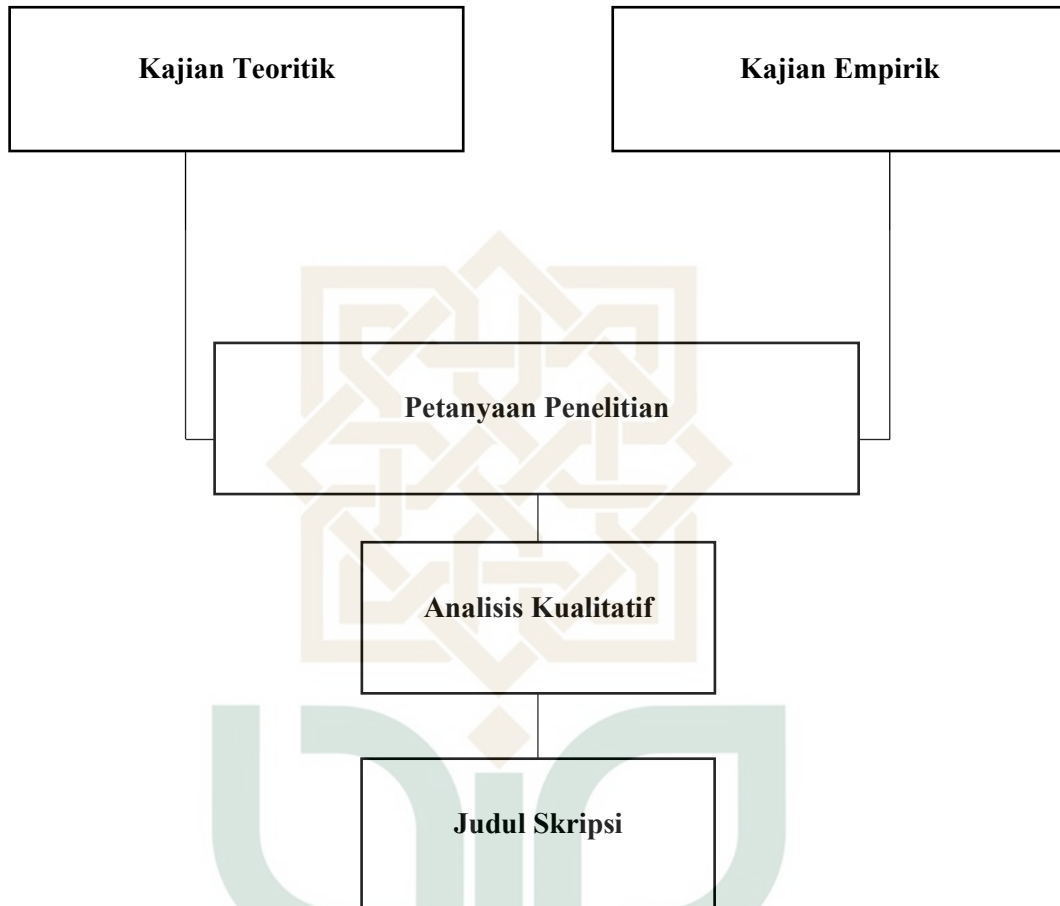 Kajian Teoritik
Kajian Empirik
Petanyaan Penelitian
Analisis Kualitatif
Judul Skripsi